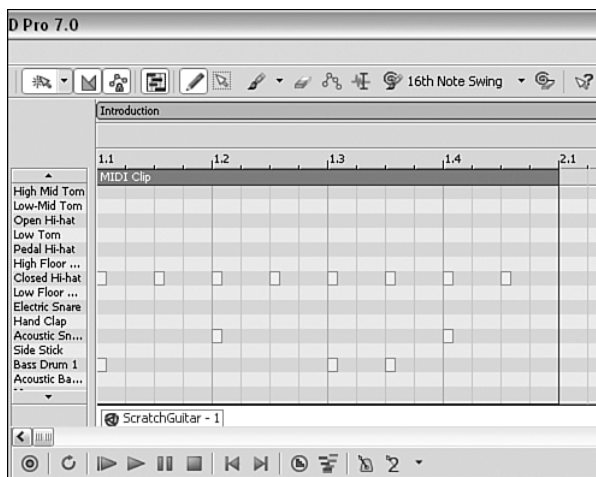 D Pro 7.0
16th Note Swing
Introduction
1.1 1.2 1.3 1.4 2.1
MIDI Clip
High Mid Tom
Low-Mid Tom
Open Hi-hat
Low Tom
Pedal Hi-hat
High Floor ...
Closed Hi-hat
Low Floor ...
Electric Snare
Hand Clap
Acoustic Sn...
Side Stick
Bass Drum 1
Acoustic Ba...
ScratchGuitar - 1